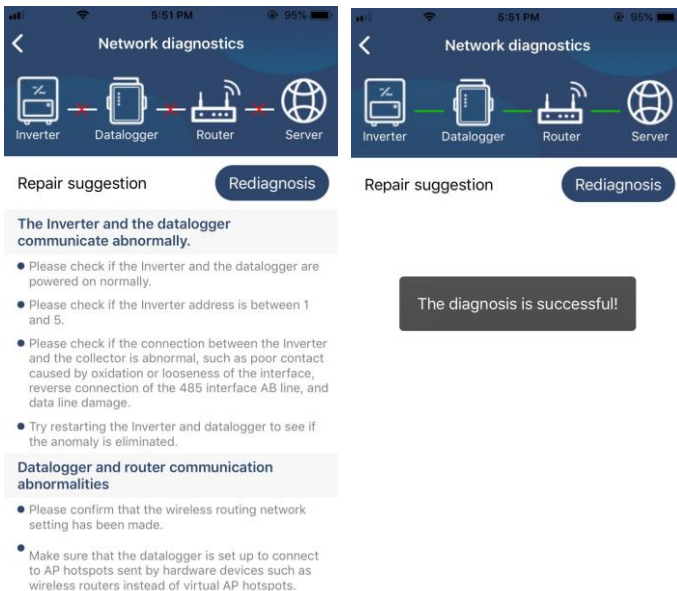 5:51 PM
95%
Network diagnostics
Inverter Datalogger Router Server
Repair suggestion
Rediagnosis
The Inverter and the datalogger
communicate abnormally.
Please check if the Inverter and the datalogger are
powered on normally.
Please check if the Inverter address is between 1
and 5.
Please check if the connection between the Inverter
and the collector is abnormal, such as poor contact
caused by oxidation or looseness of the interface,
reverse connection of the 485 interface AB line, and
data line damage.
Try restarting the Inverter and datalogger to see if
the anomaly is eliminated.
Datalogger and router communication
abnormalities
Please confirm that the wireless routing network
setting has been made.
Make sure that the datalogger is set up to connect
to AP hotspots sent by hardware devices such as
wireless routers instead of virtual AP hotspots.
5:51 PM
95%
Network diagnostics
Inverter Datalogger Router Server
Repair suggestion
Rediagnosis
The diagnosis is successful!